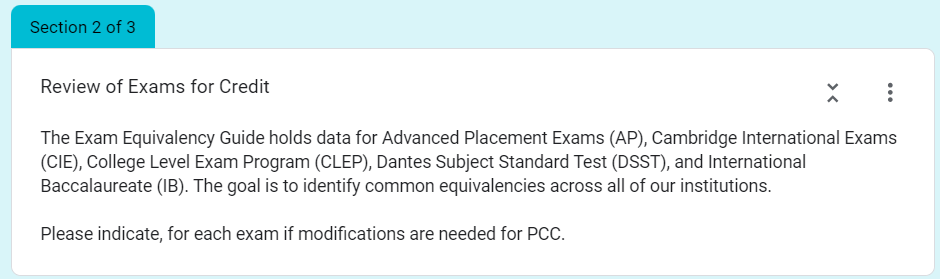 Section 2 of 3
Review of Exams for Credit
The Exam Equivalency Guide holds data for Advanced Placement Exams (AP), Cambridge International Exams
(CIE), College Level Exam Program (CLEP), Dantes Subject Standard Test (DSST), and International
Baccalaureate (IB). The goal is to identify common equivalencies across all of our institutions.
Please indicate, for each exam if modifications are needed for PCC.